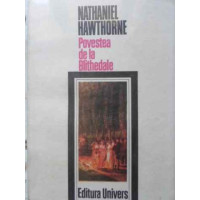 NATHANIEL
HAWTHORNE
Povestea
de la
Blithedale
Editura Univers